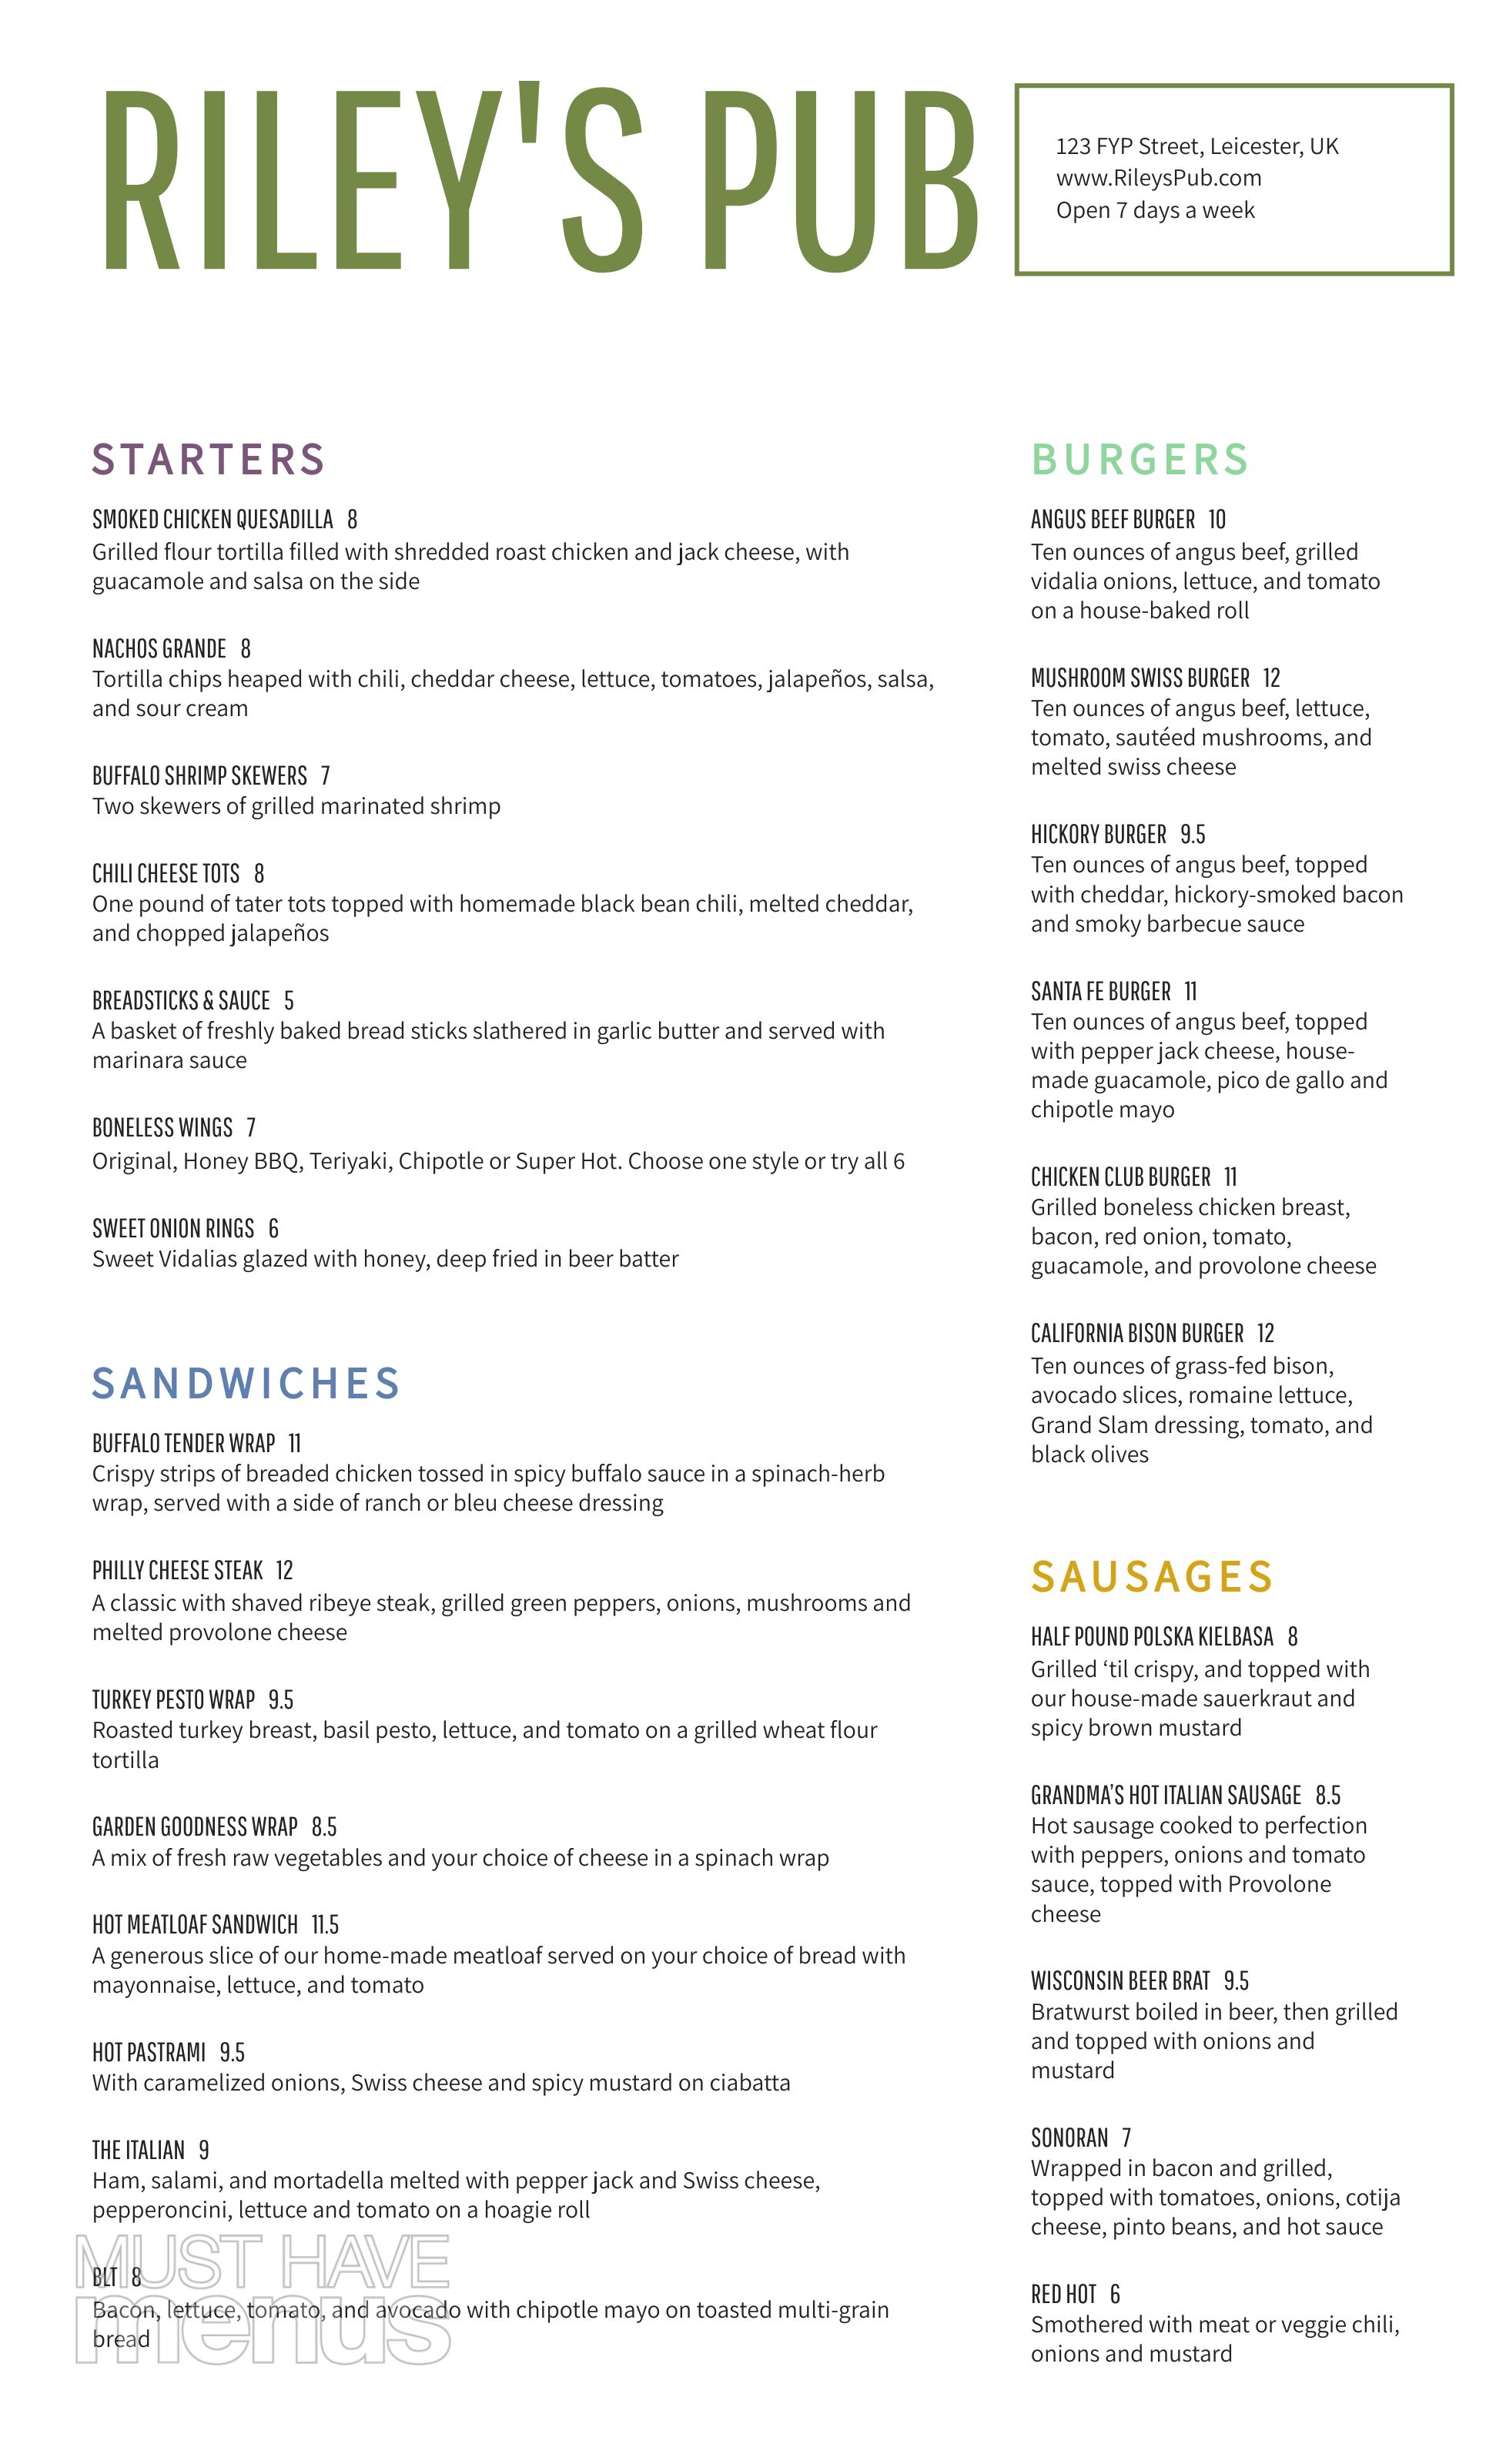 RILEY'S PUB
123 FYP Street, Leicester, UK
www.RileysPub.com
Open 7 days a week
STARTERS
SMOKED CHICKEN QUESADILLA 8
Grilled flour tortilla filled with shredded roast chicken and jack cheese, with
guacamole and salsa on the side
NACHOS GRANDE 8
Tortilla chips heaped with chili, cheddar cheese, lettuce, tomatoes, jalapeños, salsa,
and sour cream
BUFFALO SHRIMP SKEWERS 7
Two skewers of grilled marinated shrimp
CHILI CHEESE TOTS 8
One pound of tater tots topped with homemade black bean chili, melted cheddar,
and chopped jalapeños
BREADSTICKS & SAUCE 5
A basket of freshly baked bread sticks slathered in garlic butter and served with
marinara sauce
BONELESS WINGS 7
Original, Honey BBQ, Teriyaki, Chipotle or Super Hot. Choose one style or try all 6
SWEET ONION RINGS 6
Sweet Vidalias glazed with honey, deep fried in beer batter
SANDWICHES
BUFFALO TENDER WRAP 11
Crispy strips of breaded chicken tossed in spicy buffalo sauce in a spinach-herb
wrap, served with a side of ranch or bleu cheese dressing
PHILLY CHEESE STEAK 12
A classic with shaved ribeye steak, grilled green peppers, onions, mushrooms and
melted provolone cheese
TURKEY PESTO WRAP 9.5
Roasted turkey breast, basil pesto, lettuce, and tomato on a grilled wheat flour
tortilla
GARDEN GOODNESS WRAP 8.5
A mix of fresh raw vegetables and your choice of cheese in a spinach wrap
HOT MEATLOAF SANDWICH 11.5
A generous slice of our home-made meatloaf served on your choice of bread with
mayonnaise, lettuce, and tomato
HOT PASTRAMI 9.5
With caramelized onions, Swiss cheese and spicy mustard on ciabatta
THE ITALIAN 9
Ham, salami, and mortadella melted with pepper jack and Swiss cheese,
pepperoncini, lettuce and tomato on a hoagie roll
BLT 8
Bacon, lettuce, tomato, and avocado with chipotle mayo on toasted multi-grain
bread
MUST HAVE
menus
BURGERS
ANGUS BEEF BURGER 10
Ten ounces of angus beef, grilled
vidalia onions, lettuce, and tomato
on a house-baked roll
MUSHROOM SWISS BURGER 12
Ten ounces of angus beef, lettuce,
tomato, sautéed mushrooms, and
melted swiss cheese
HICKORY BURGER 9.5
Ten ounces of angus beef, topped
with cheddar, hickory-smoked bacon
and smoky barbecue sauce
SANTA FE BURGER 11
Ten ounces of angus beef, topped
with pepper jack cheese, house-
made guacamole, pico de gallo and
chipotle mayo
CHICKEN CLUB BURGER 11
Grilled boneless chicken breast,
bacon, red onion, tomato,
guacamole, and provolone cheese
CALIFORNIA BISON BURGER 12
Ten ounces of grass-fed bison,
avocado slices, romaine lettuce,
Grand Slam dressing, tomato, and
black olives
SAUSAGES
HALF POUND POLSKA KIELBASA 8
Grilled ‘til crispy, and topped with
our house-made sauerkraut and
spicy brown mustard
GRANDMA’S HOT ITALIAN SAUSAGE 8.5
Hot sausage cooked to perfection
with peppers, onions and tomato
sauce, topped with Provolone
cheese
WISCONSIN BEER BRAT 9.5
Bratwurst boiled in beer, then grilled
and topped with onions and
mustard
SONORAN 7
Wrapped in bacon and grilled,
topped with tomatoes, onions, cotija
cheese, pinto beans, and hot sauce
RED HOT 6
Smothered with meat or veggie chili,
onions and mustard